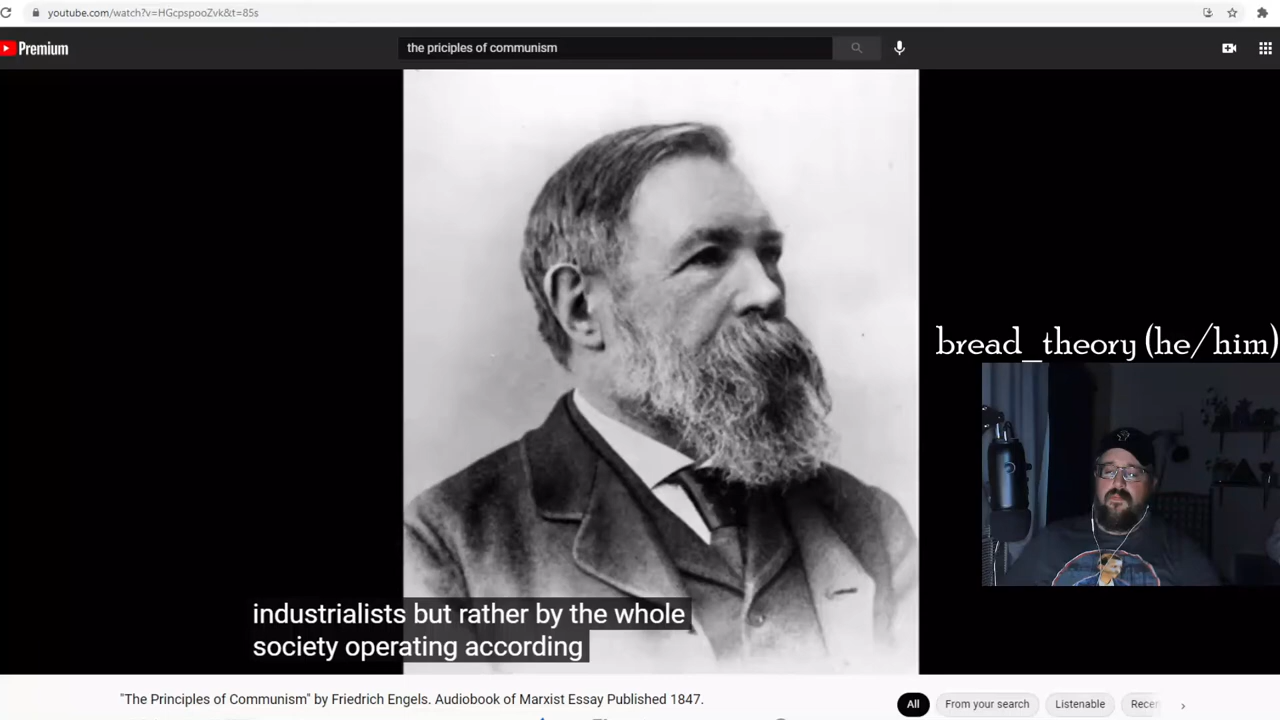 youtube.com/watch?v=HGcpspooZvk&t=85s
Premium
the priciples of communism
bread_theory (he/him)
industrialists but rather by the whole
society operating according
"The Principles of Communism" by Friedrich Engels. Audiobook of Marxist Essay Published 1847.
All
From your search
Listenable
Recen